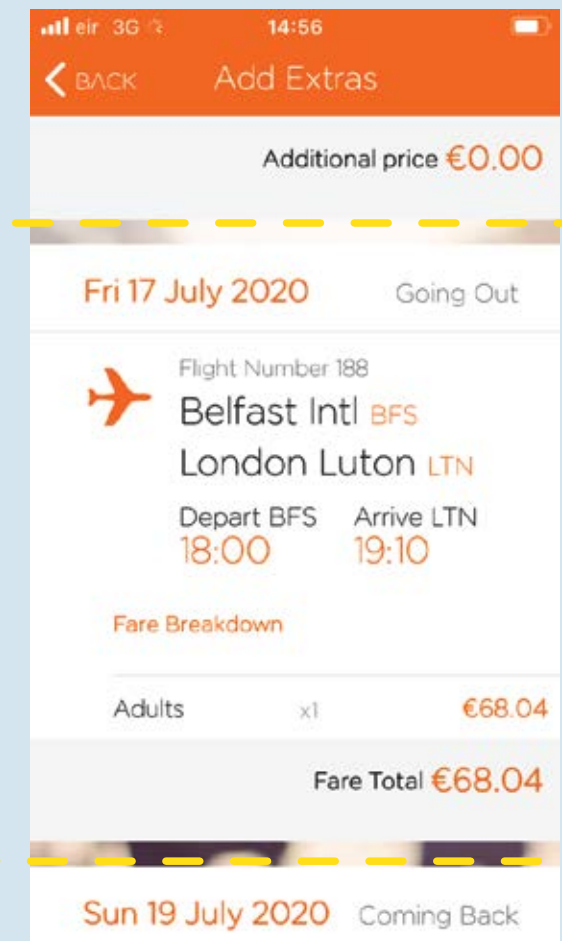 eir 3G 14:56
BACK Add Extras
Additional price €0.00
Fri 17 July 2020 Going Out
Flight Number 188
Belfast Intl BFS
London Luton LTN
Depart BFS Arrive LTN
18:00 19:10
Fare Breakdown
Adults x1 €68.04
Fare Total €68.04
Sun 19 July 2020 Coming Back